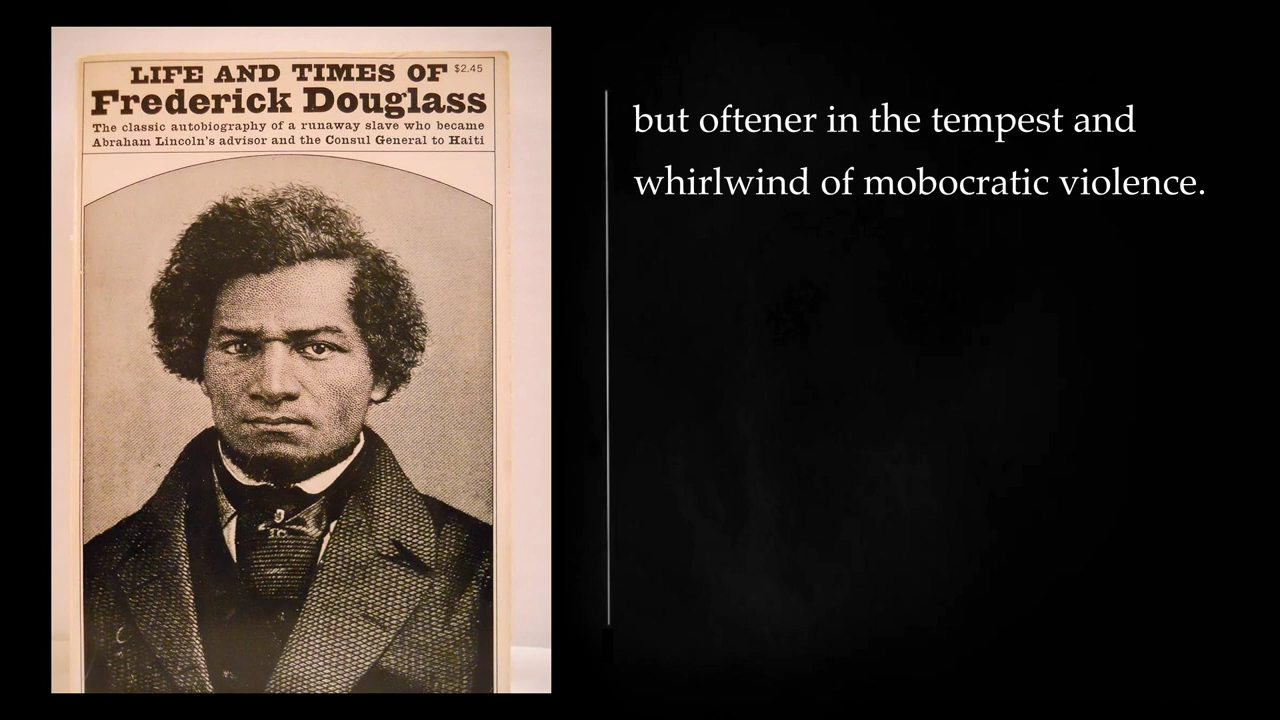 LIFE AND TIMES OF $2.45
Frederick Douglass
The classic autobiography of a runaway slave who became
Abraham Lincoln's advisor and the Consul General to Haiti
but oftener in the tempest and
whirlwind of mobocratic violence.